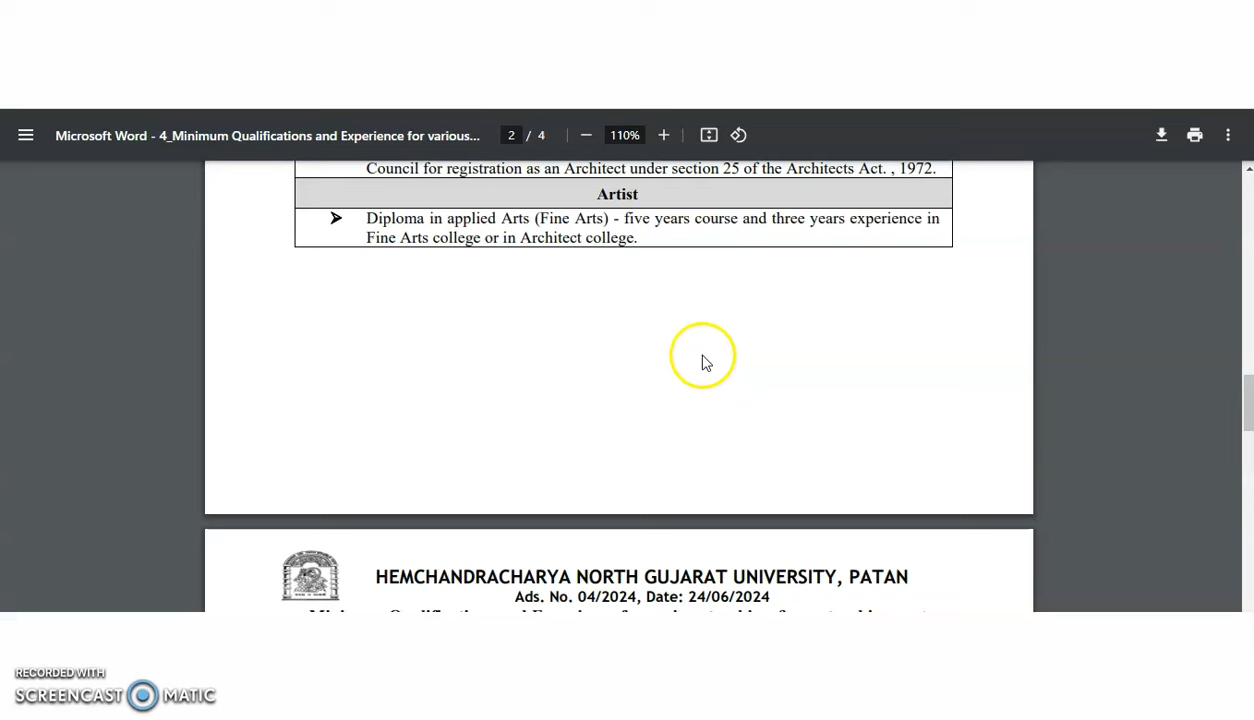 Microsoft Word - 4_Minimum Qualifications and Experience for various...
2 / 4
110%
Council for registration as an Architect under section 25 of the Architects Act. , 1972.
Artist
Diploma in applied Arts (Fine Arts) - five years course and three years experience in
Fine Arts college or in Architect college.
HEMCHANDRACHARYA NORTH GUJARAT UNIVERSITY, PATAN
Ads. No. 04/2024, Date: 24/06/2024
RECORDED WITH
SCREENCAST MATIC